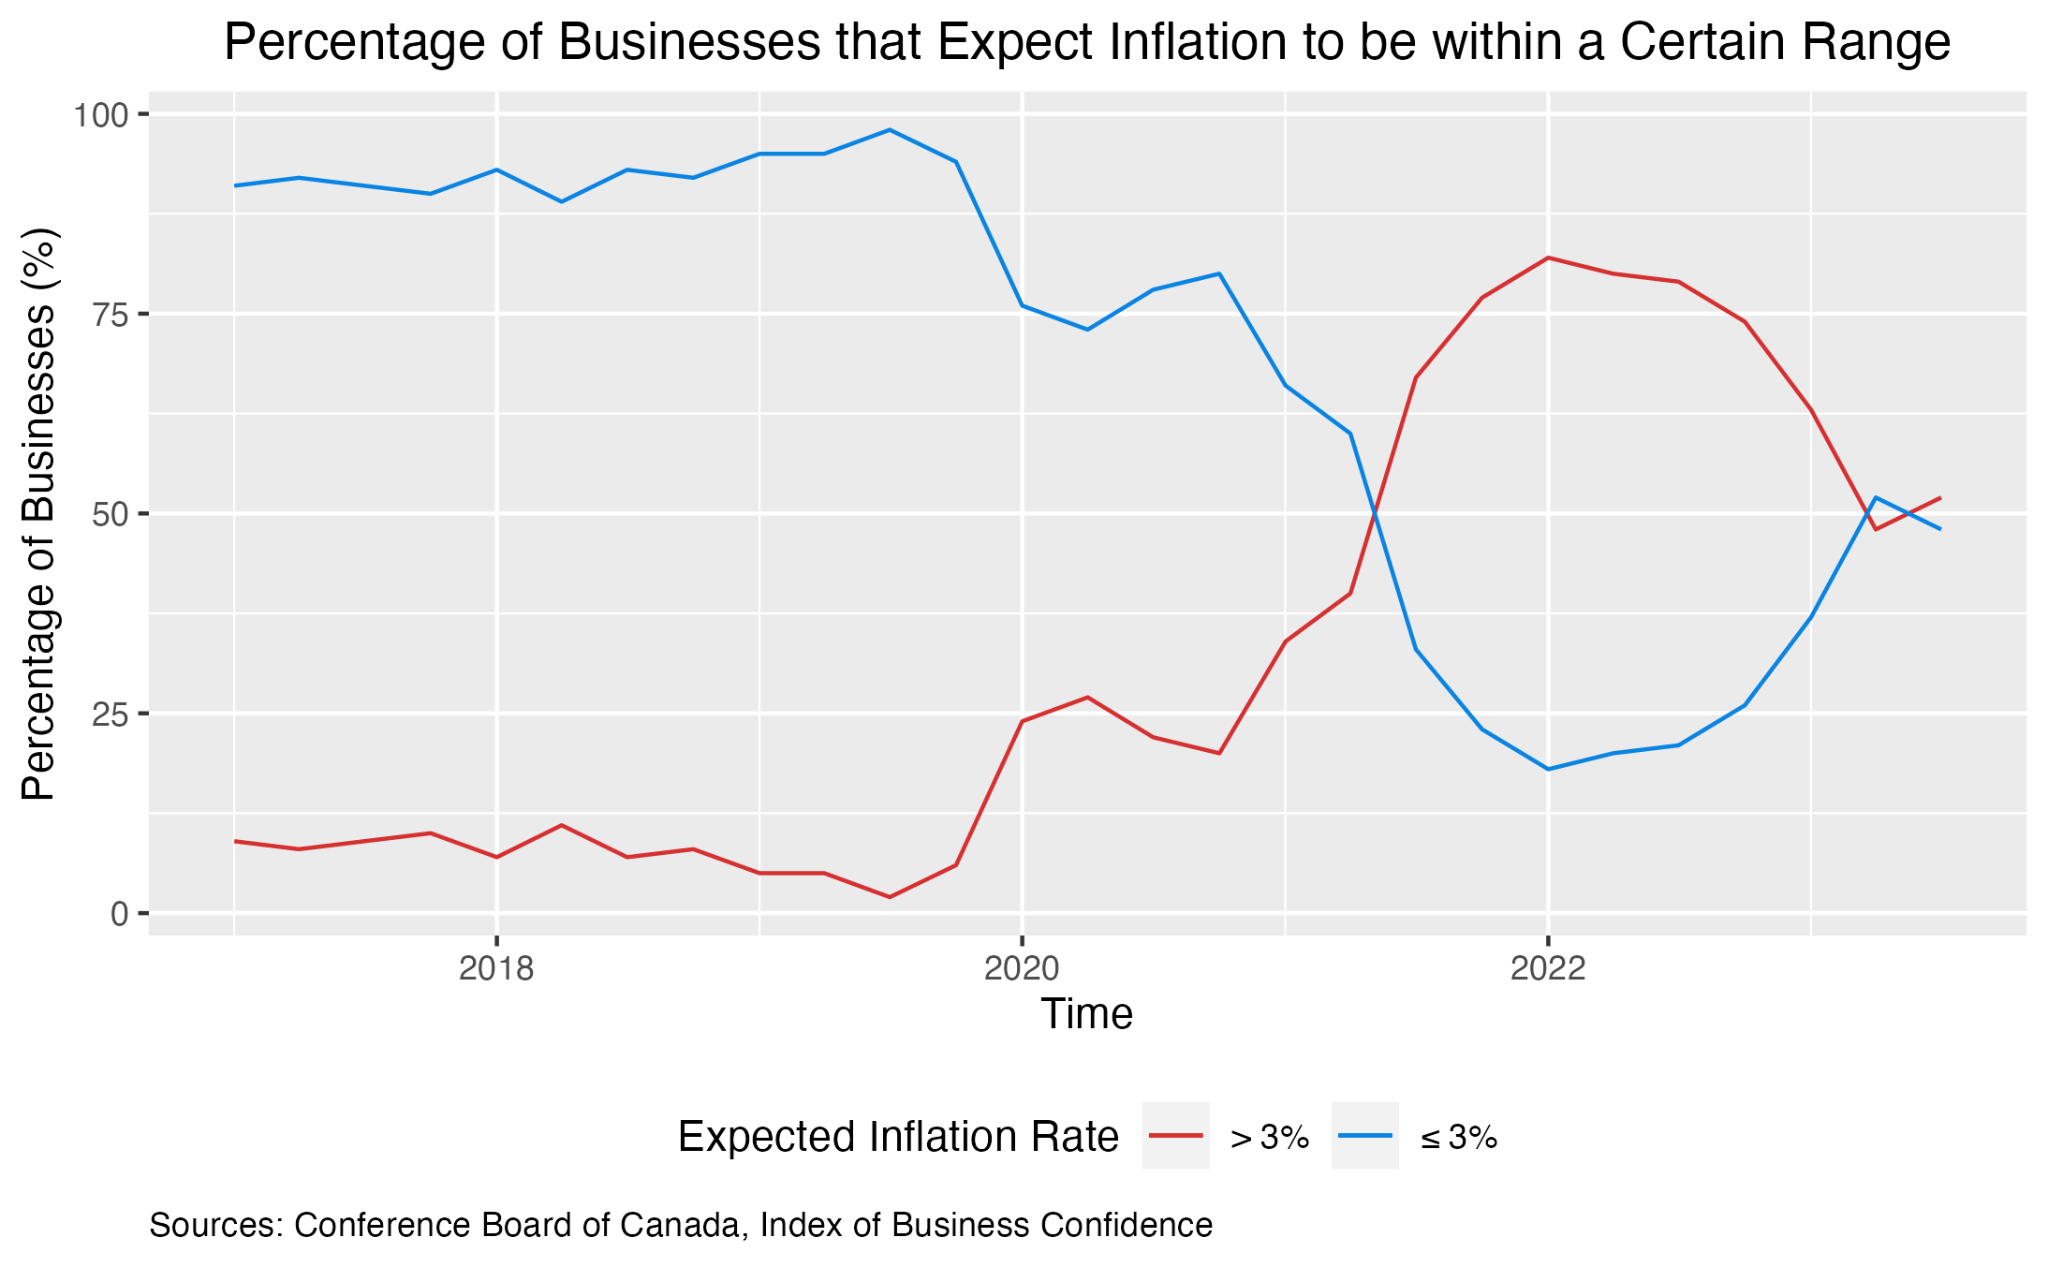 Percentage of Businesses that Expect Inflation to be within a Certain Range
Percentage of Businesses (%)
100
75
50
25
0
2018 2020 2022
Time
Expected Inflation Rate > 3% ≤ 3%
Sources: Conference Board of Canada, Index of Business Confidence